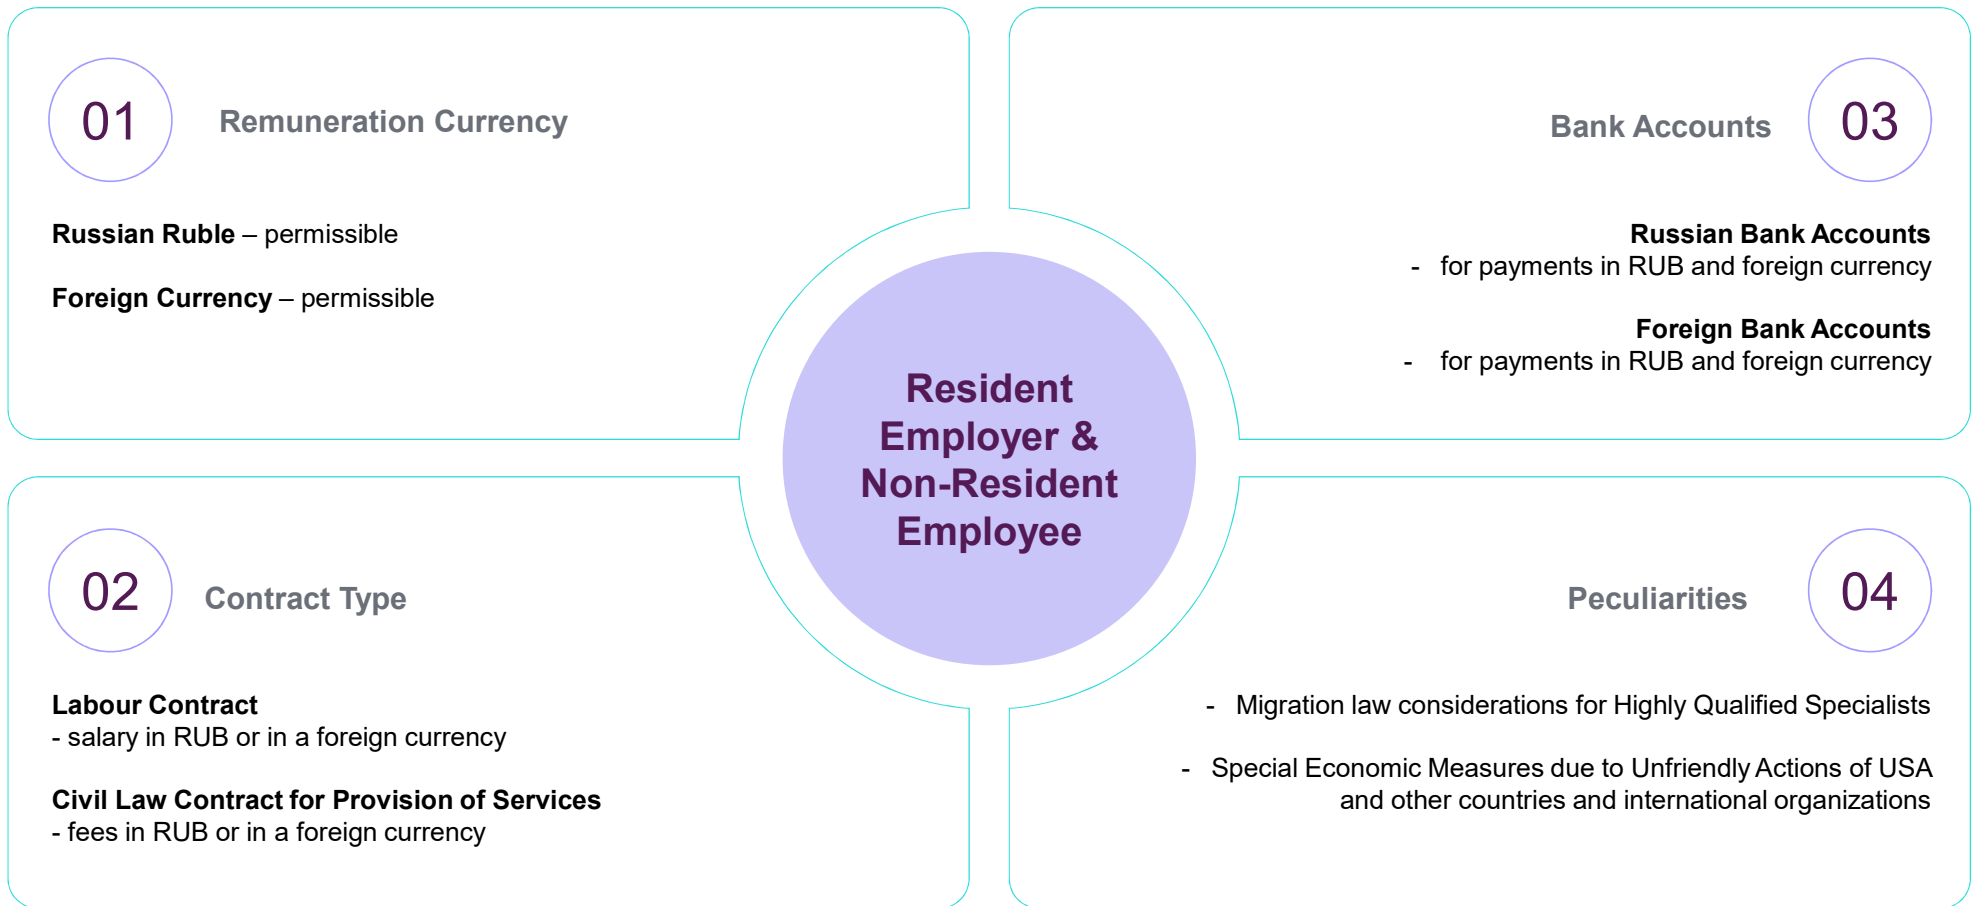 01
Remuneration Currency
Russian Ruble – permissible
Foreign Currency – permissible
02
Contract Type
Labour Contract
- salary in RUB or in a foreign currency
Civil Law Contract for Provision of Services
- fees in RUB or in a foreign currency
Resident
Employer &
Non-Resident
Employee
Bank Accounts
03
Russian Bank Accounts
- for payments in RUB and foreign currency
Foreign Bank Accounts
- for payments in RUB and foreign currency
Peculiarities
04
- Migration law considerations for Highly Qualified Specialists
- Special Economic Measures due to Unfriendly Actions of USA
and other countries and international organizations